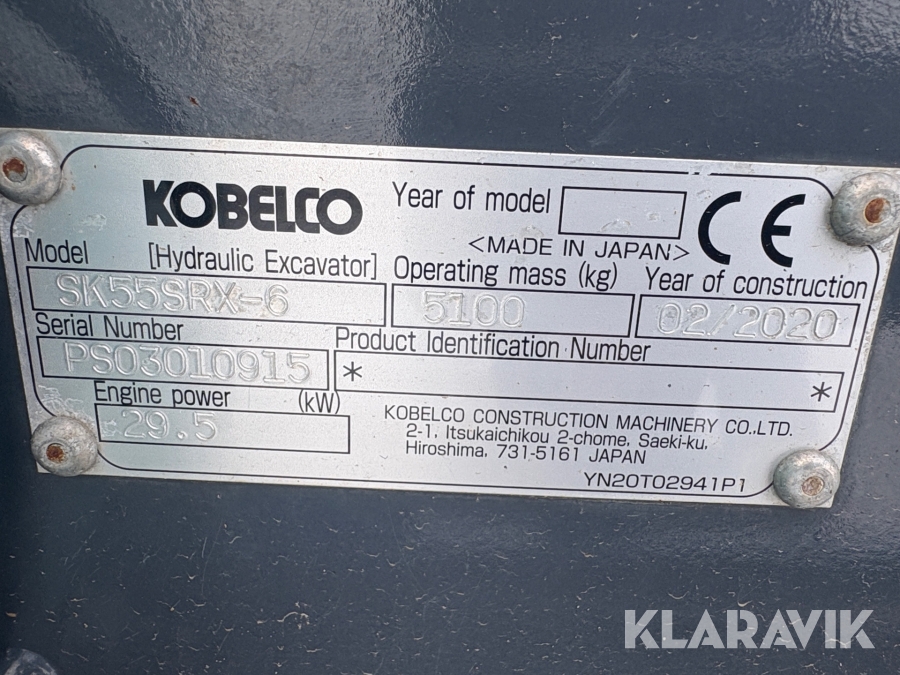 KOBELCO
Year of model
CE
<MADE IN JAPAN>
Model [Hydraulic Excavator]
SK55SRX-6
Operating mass (kg)
5100
Year of construction
02/2020
Serial Number
PS03010915
Product Identification Number
* *
Engine power (kW)
29.5
KOBELCO CONSTRUCTION MACHINERY CO.,LTD.
2-1, Itsukaichikou 2-chome, Saeki-ku,
Hiroshima, 731-5161 JAPAN
YN20T02941P1
KLARAVIK